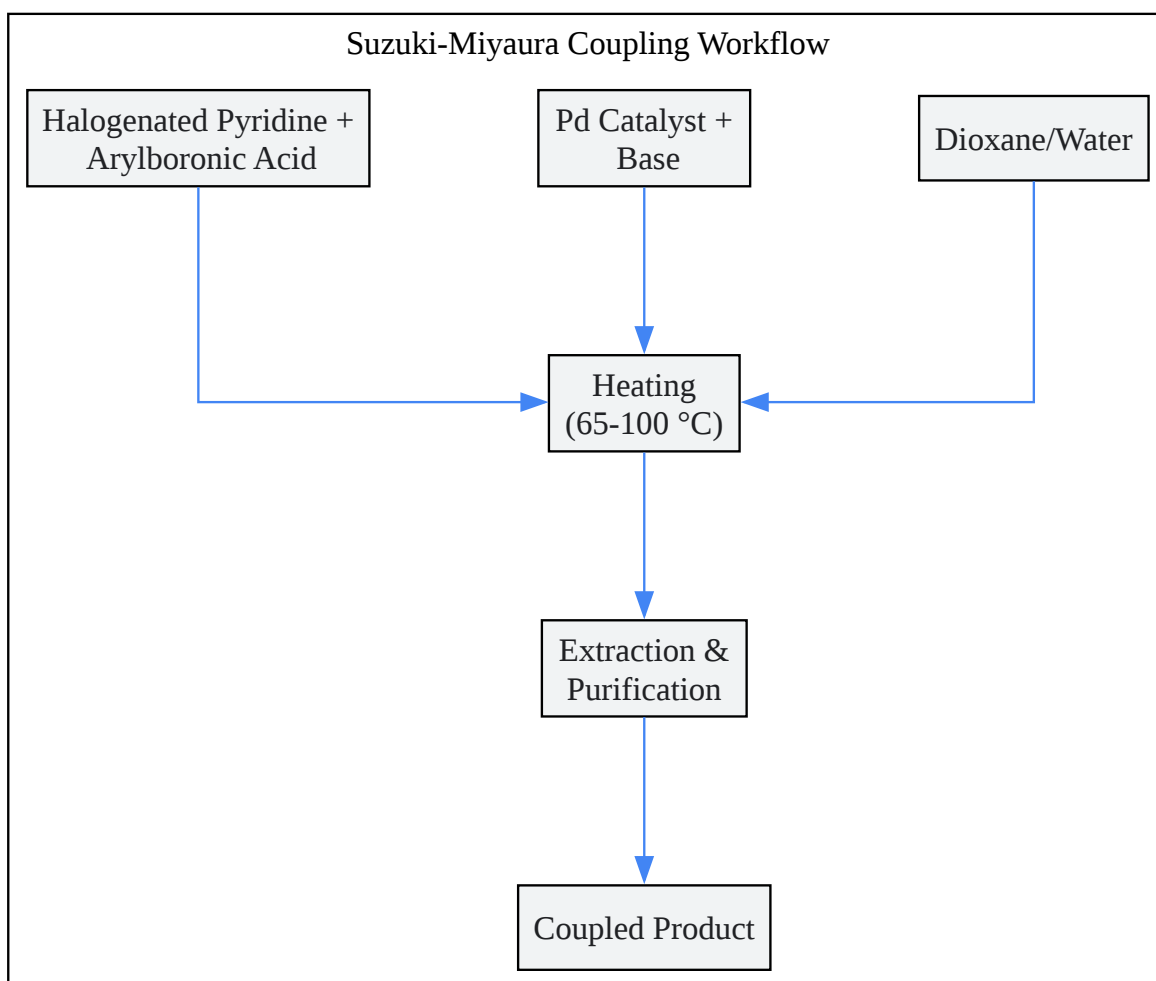 Suzuki-Miyaura Coupling Workflow
Halogenated Pyridine +
Arylboronic Acid
Pd Catalyst +
Base
Dioxane/Water
Heating
(65-100 °C)
Extraction &
Purification
Coupled Product